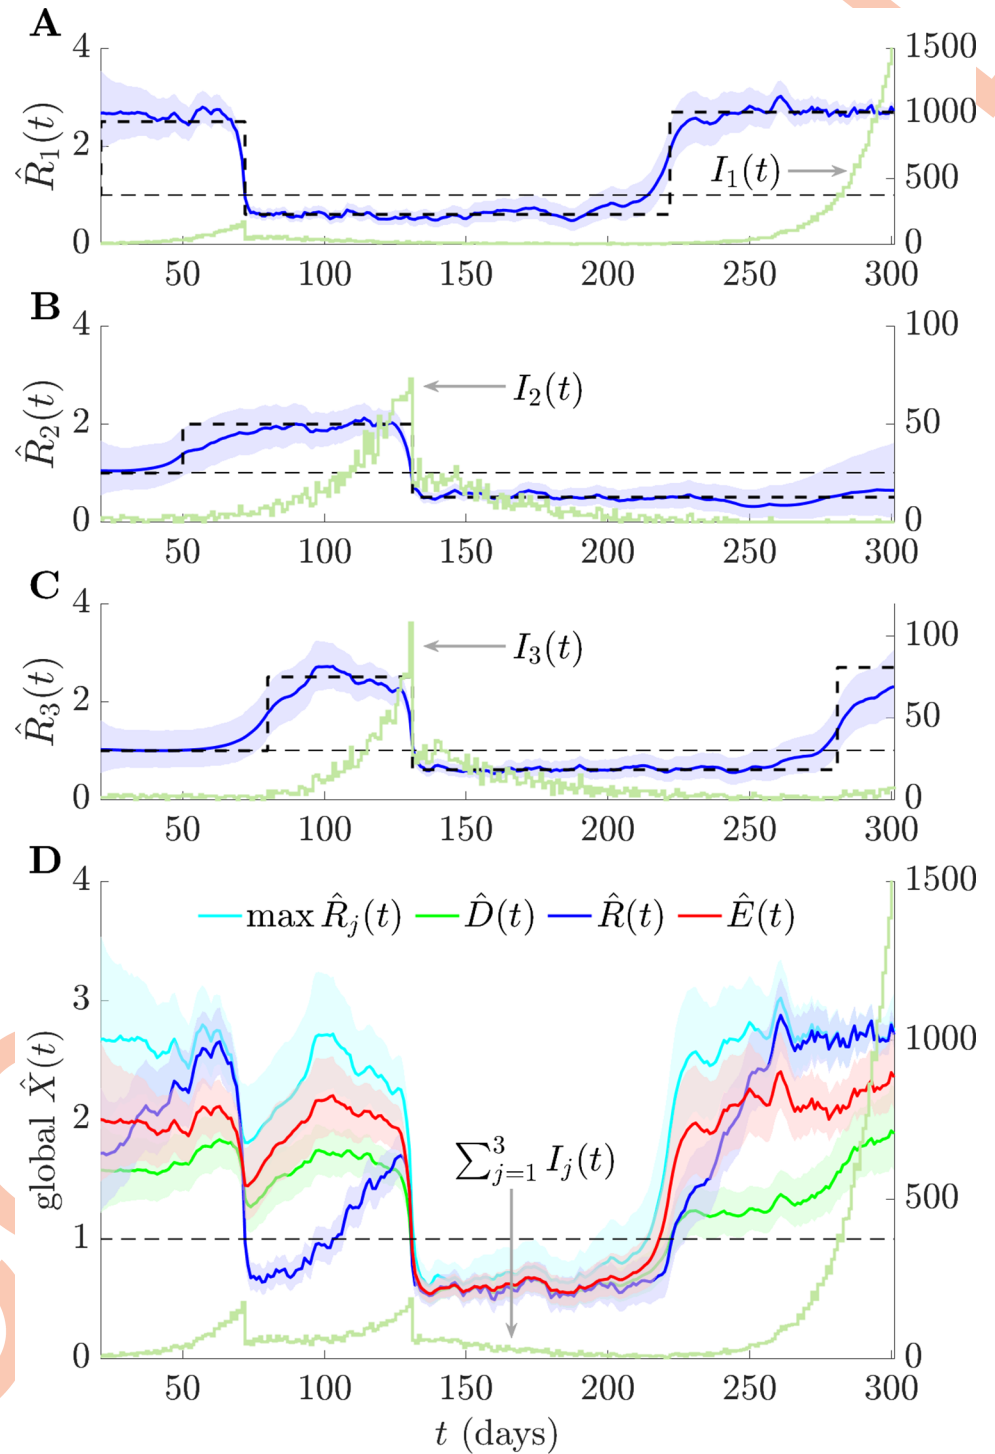 A
4
2
0
R̂₁(t)
1500
1000
500
0
I₁(t)
50 100 150 200 250 300
B
4
2
0
R̂₂(t)
100
50
0
I₂(t)
50 100 150 200 250 300
C
4
2
0
R̂₃(t)
100
50
0
I₃(t)
50 100 150 200 250 300
D
4
3
2
1
0
global X̂(t)
max R̂ⱼ(t) D̂(t) R̂(t) Ê(t)
1500
1000
500
0
∑³ⱼ₌₁ Iⱼ(t)
50 100 150 200 250 300
t (days)